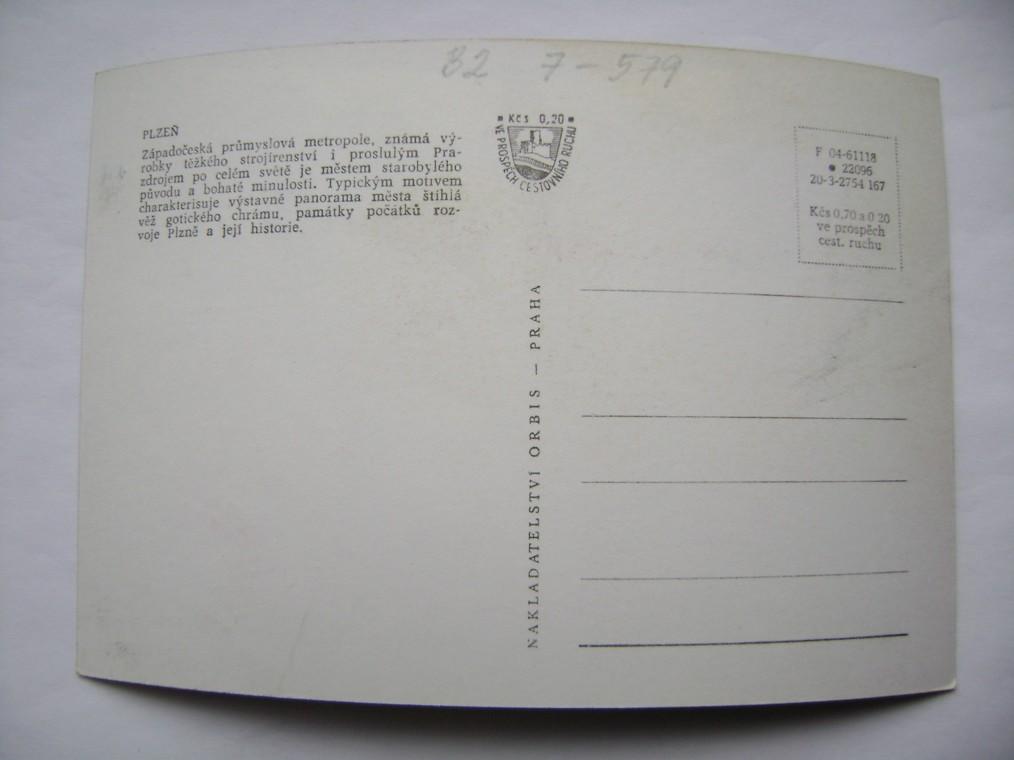 82 7-579
PLZEŇ
Západočeská průmyslová metropole, známá vý-
robky těžkého strojírenství i proslulým Pra-
zdrojem po celém světě je městem starobylého
původu a bohaté minulosti. Typickým motivem
charakterisuje výstavné panorama města štíhlá
věž gotického chrámu, památky počátků roz-
voje Plzně a její historie.
Kčs 0,20
VE PROSPĚCH CESTOVNÍHO RUCHU
F 04-61118
22096
20-3-2754 167
Kčs 0,70 a 0 20
ve prospěch
cest. ruchu
NAKLADATELSTVÍ ORBIS — PRAHA